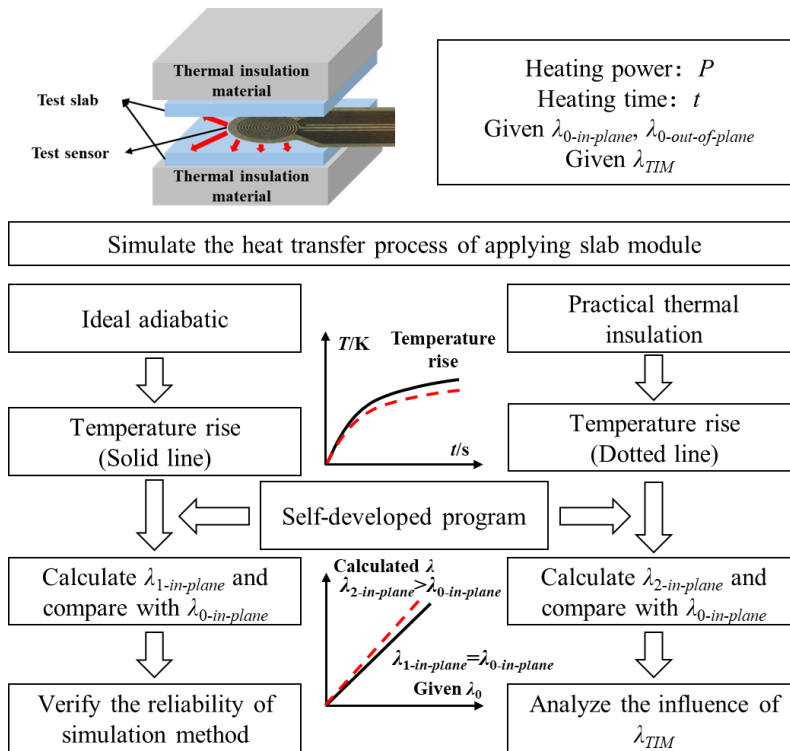 Thermal insulation
material
Test slab
Test sensor
Thermal insulation
material
Heating power: P
Heating time: t
Given λ0-in-plane, λ0-out-of-plane
Given λTIM
Simulate the heat transfer process of applying slab module
Ideal adiabatic
Practical thermal
insulation
T/K
Temperature
rise
t/s
Temperature rise
(Solid line)
Temperature rise
(Dotted line)
Self-developed program
Calculate λ1-in-plane and
compare with λ0-in-plane
Calculated λ
λ2-in-plane>λ0-in-plane
λ1-in-plane=λ0-in-plane
Given λ0
Calculate λ2-in-plane and
compare with λ0-in-plane
Verify the reliability of
simulation method
Analyze the influence of
λTIM